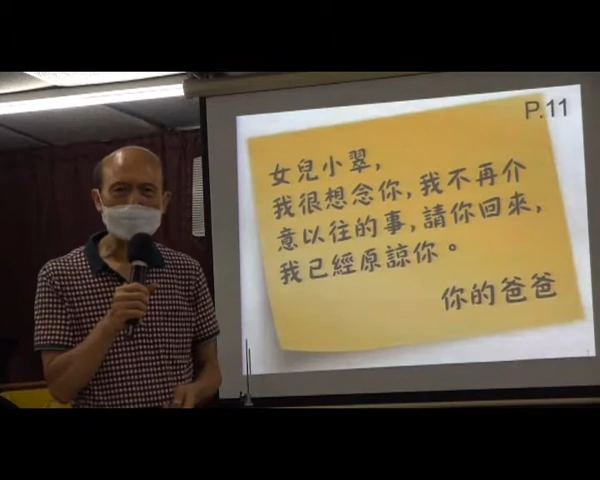 P.11
女兒小翠,
我很想念你,我不再介
意以往的事,請你回來,
我已經原諒你。
你的爸爸